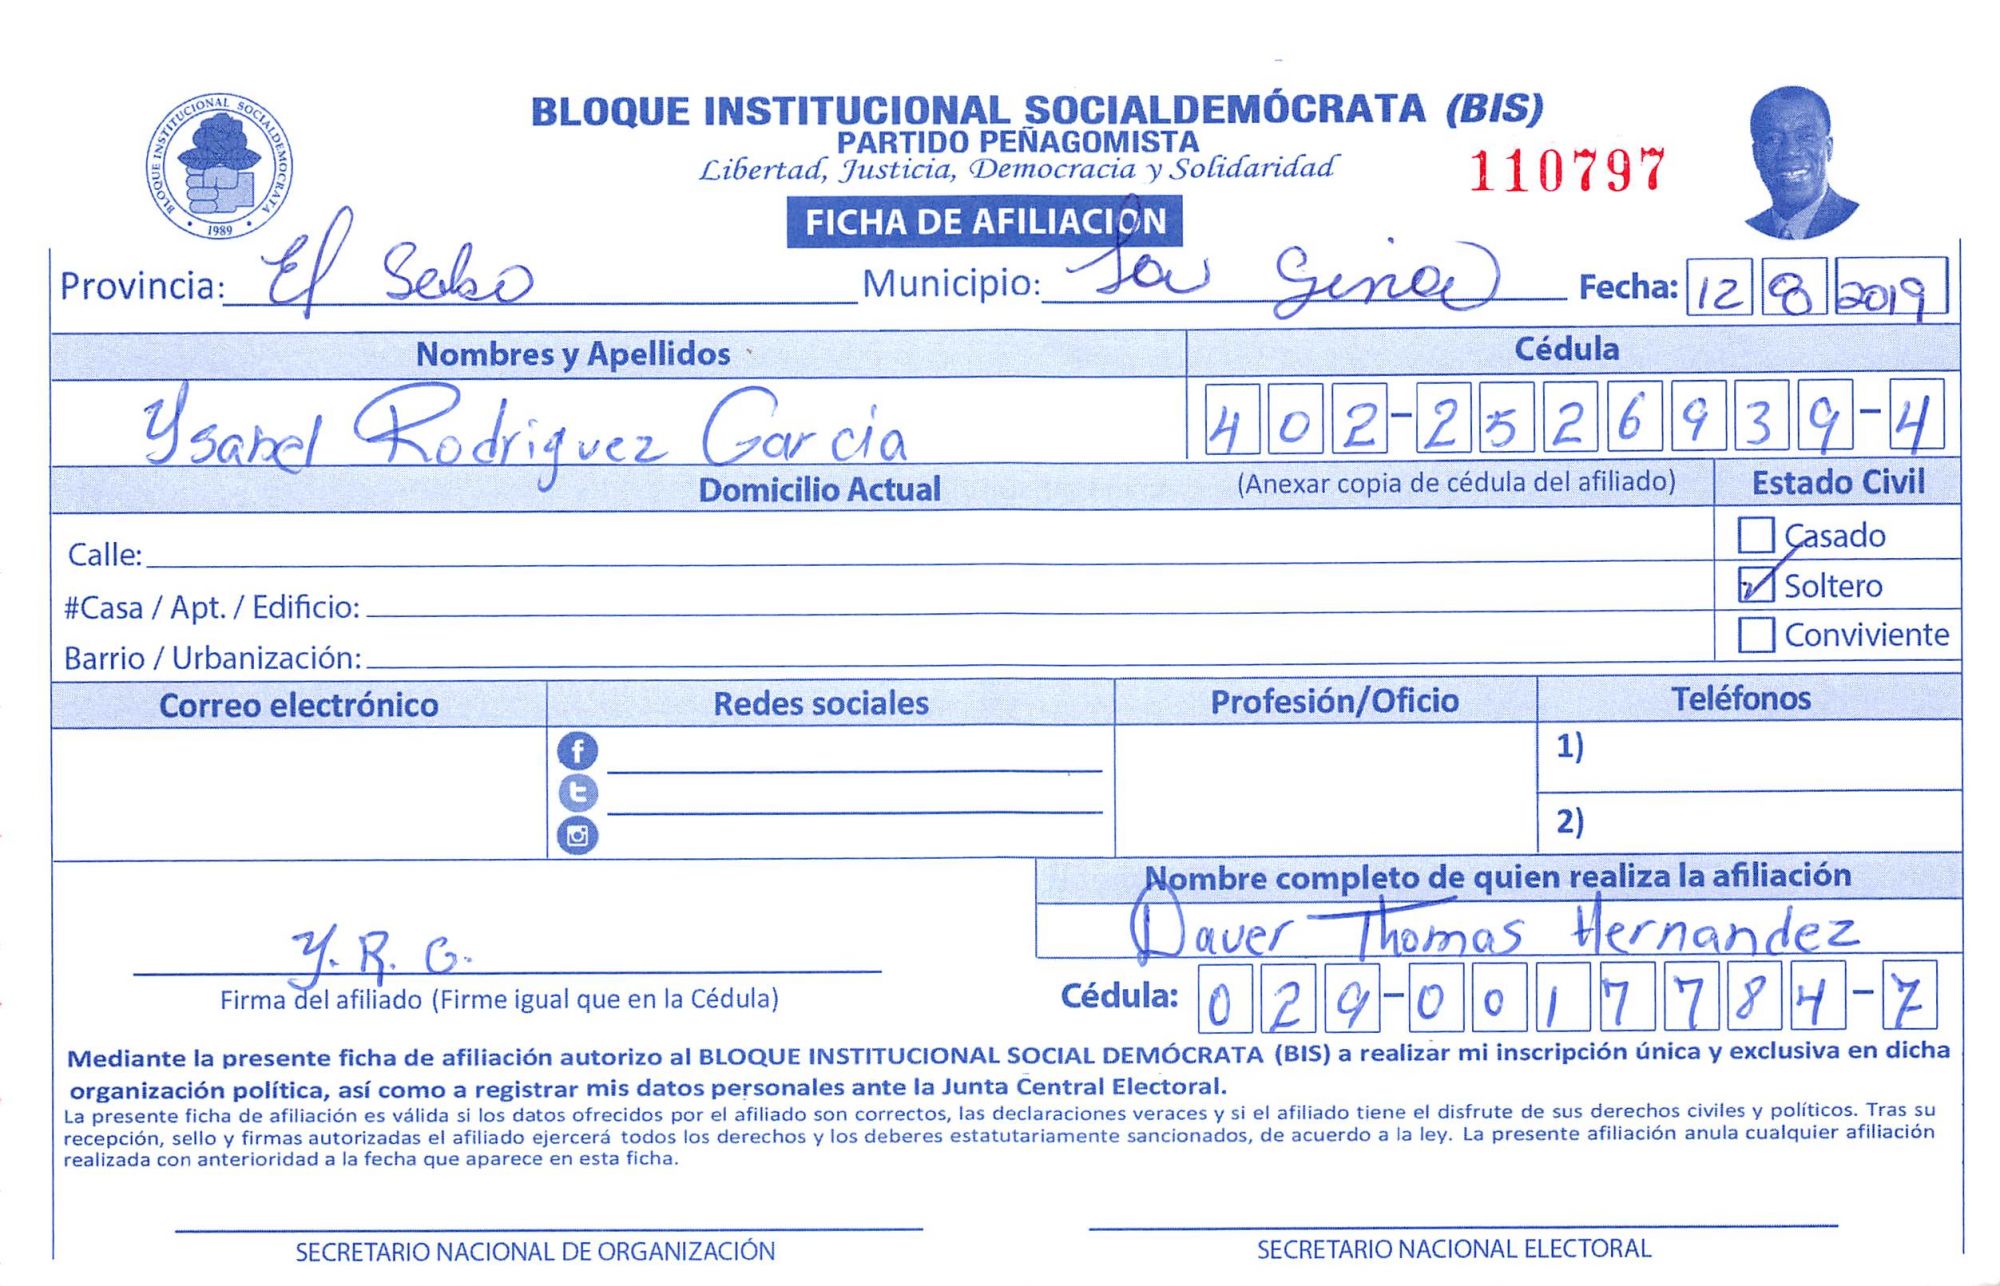 BLOQUE INSTITUCIONAL SOCIALDEMOCRATA
1989
BLOQUE INSTITUCIONAL SOCIALDEMÓCRATA (BIS)
PARTIDO PEÑAGOMISTA
Libertad, Justicia, Democracia y Solidaridad
110797
FICHA DE AFILIACION
Provincia: El Seibo Municipio: La Gina Fecha: 12 8 2019
Nombres y Apellidos Cédula
Ysabel Rodriguez Garcia 402-2526939-4
Domicilio Actual (Anexar copia de cédula del afiliado) Estado Civil
Calle: Casado
#Casa / Apt. / Edificio: Soltero
Barrio / Urbanización: Conviviente
Correo electrónico Redes sociales Profesión/Oficio Teléfonos
1)
2)
Nombre completo de quien realiza la afiliación
Daver Thomas Hernandez
Y. R. G.
Firma del afiliado (Firme igual que en la Cédula) Cédula: 029-0017784-7
Mediante la presente ficha de afiliación autorizo al BLOQUE INSTITUCIONAL SOCIAL DEMÓCRATA (BIS) a realizar mi inscripción única y exclusiva en dicha
organización política, así como a registrar mis datos personales ante la Junta Central Electoral.
La presente ficha de afiliación es válida si los datos ofrecidos por el afiliado son correctos, las declaraciones veraces y si el afiliado tiene el disfrute de sus derechos civiles y políticos. Tras su
recepción, sello y firmas autorizadas el afiliado ejercerá todos los derechos y los deberes estatutariamente sancionados, de acuerdo a la ley. La presente afiliación anula cualquier afiliación
realizada con anterioridad a la fecha que aparece en esta ficha.
SECRETARIO NACIONAL DE ORGANIZACIÓN SECRETARIO NACIONAL ELECTORAL